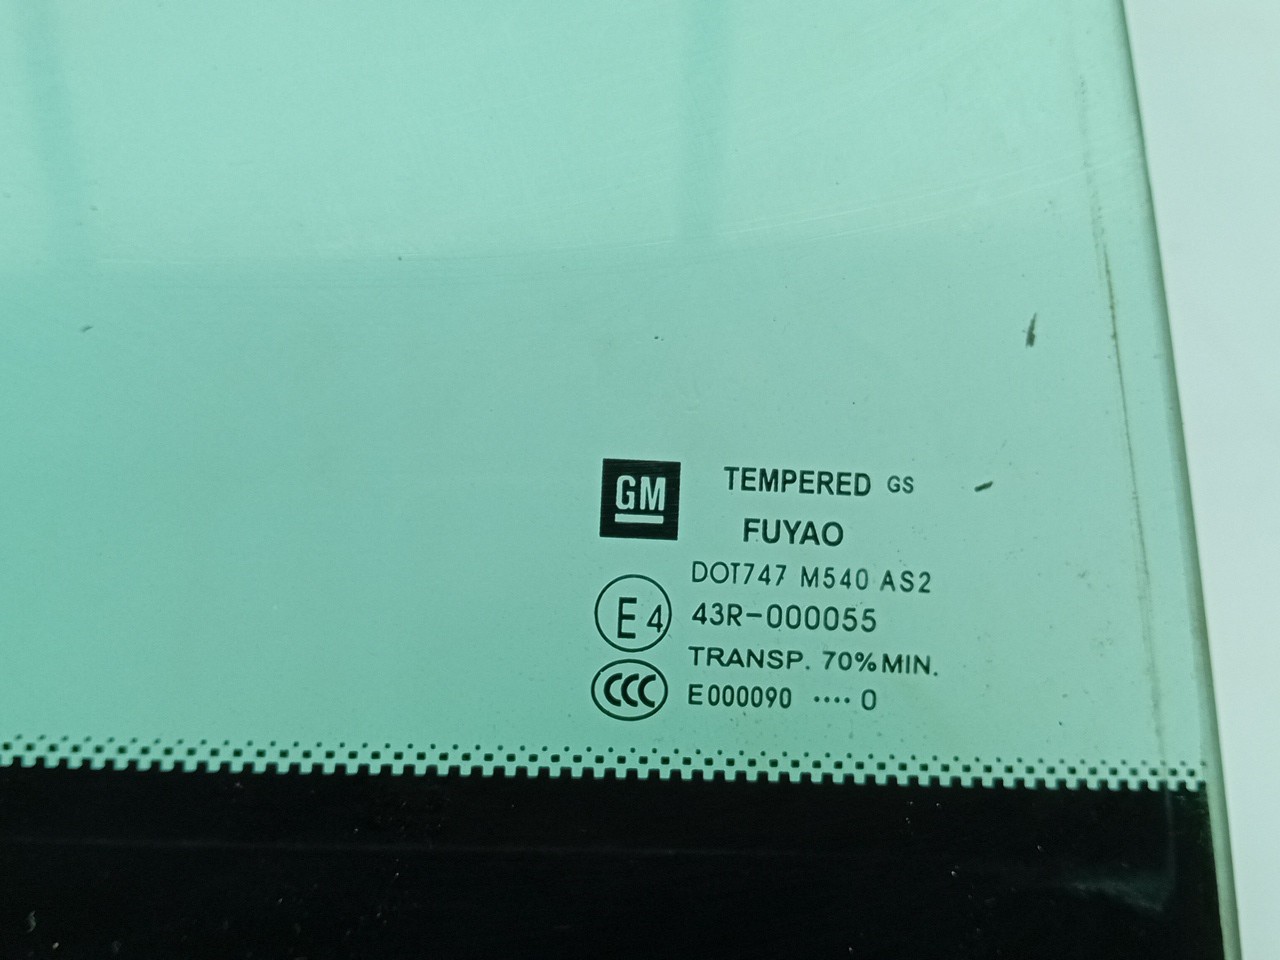 GM
TEMPERED GS
FUYAO
DOT747 M540 AS2
E4 43R-000055
TRANSP. 70% MIN.
CCC E000090 .... 0